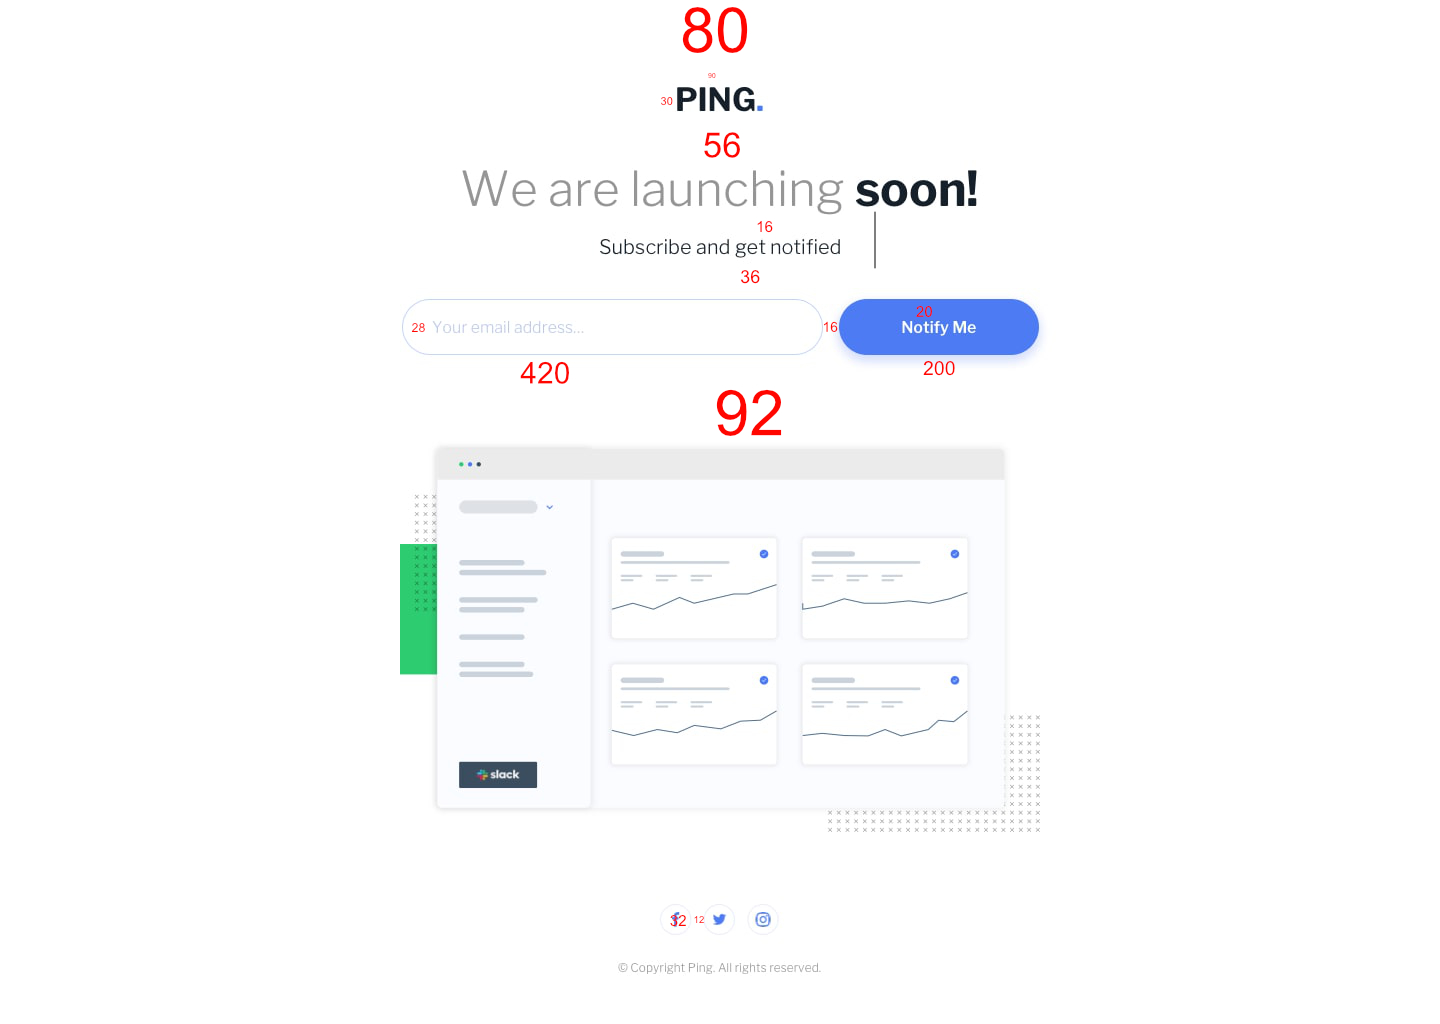 80
90
30 PING.
56
We are launching soon!
16
Subscribe and get notified
36
28 Your email address... 16
20
Notify Me
420
200
92
slack
32 12
© Copyright Ping. All rights reserved.